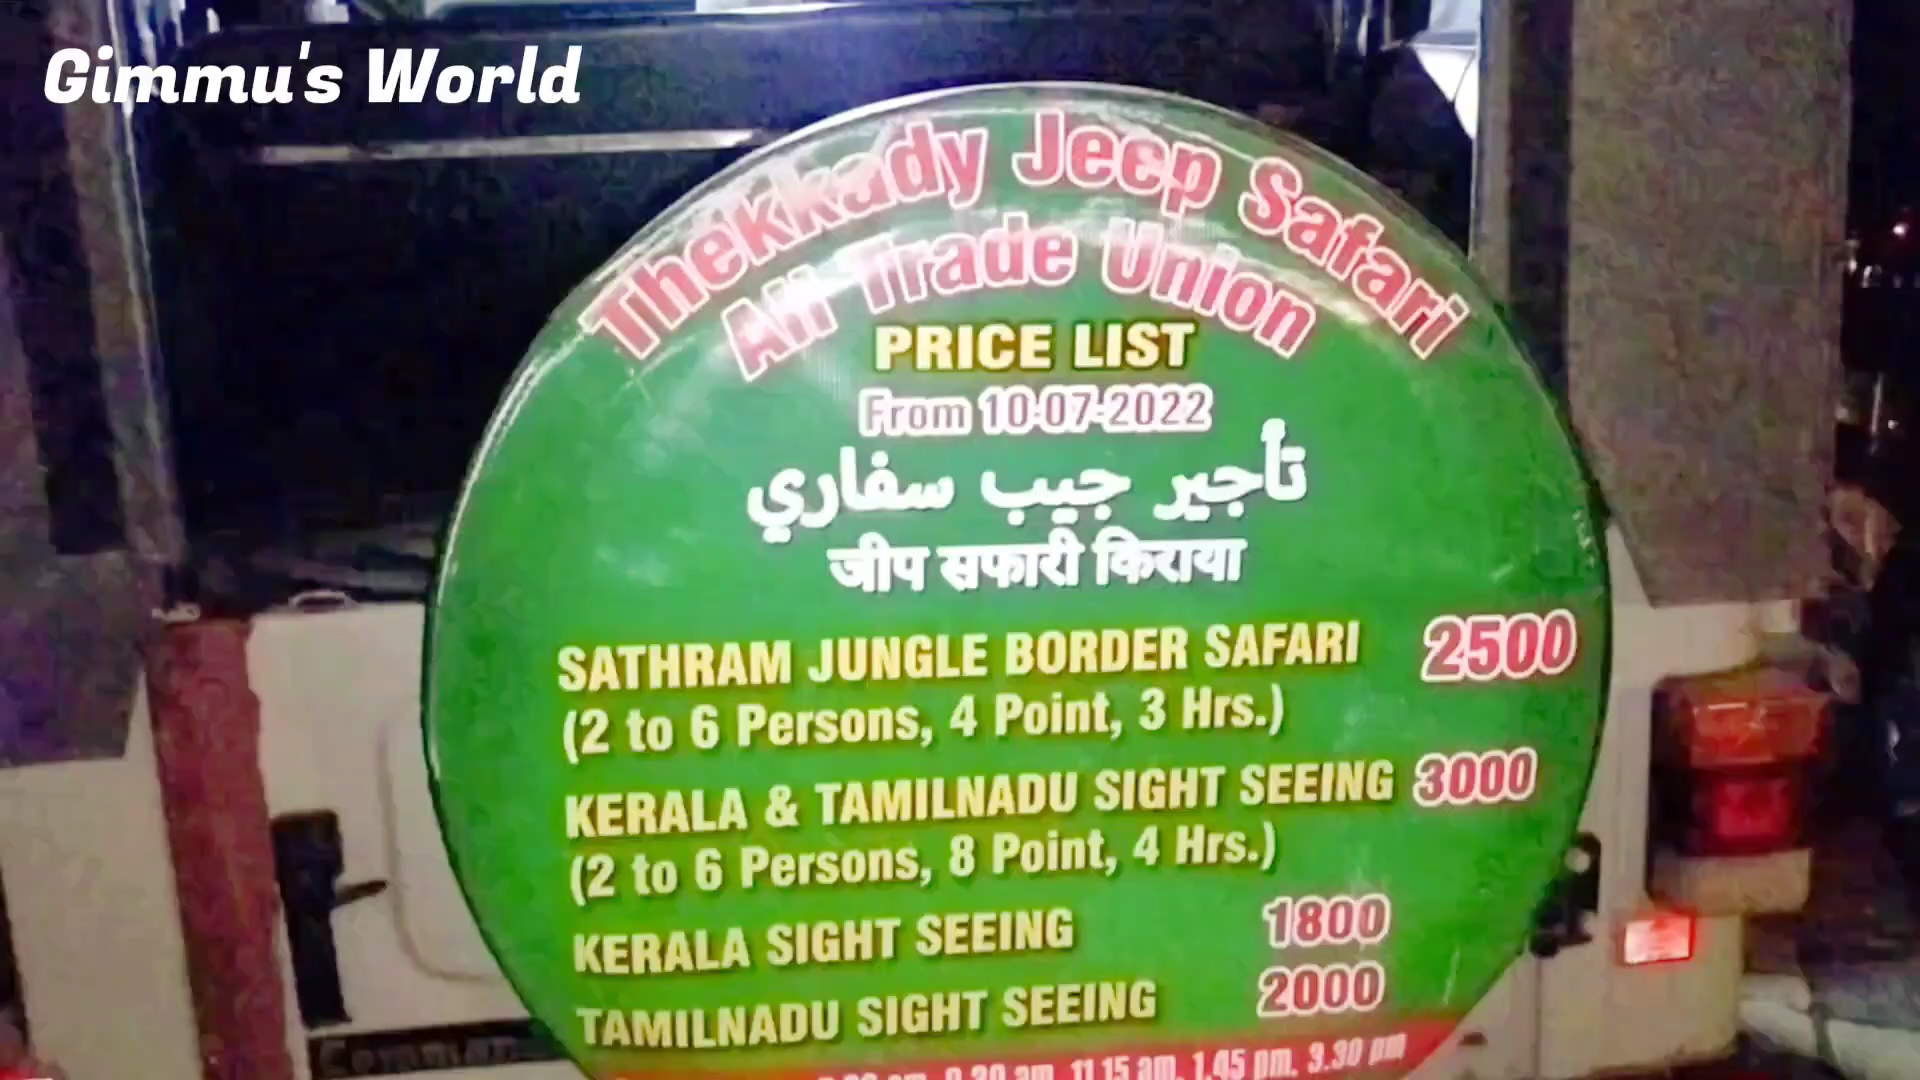 Gimmu's World
Thekkady Jeep Safari
All Trade Union
PRICE LIST
From 10-07-2022
تأجير جيب سفاري
जीप सफारी किराया
SATHRAM JUNGLE BORDER SAFARI 2500
(2 to 6 Persons, 4 Point, 3 Hrs.)
KERALA & TAMILNADU SIGHT SEEING 3000
(2 to 6 Persons, 8 Point, 4 Hrs.)
KERALA SIGHT SEEING 1800
TAMILNADU SIGHT SEEING 2000
9.30 am, 11.15 am, 1.45 pm, 3.30 pm